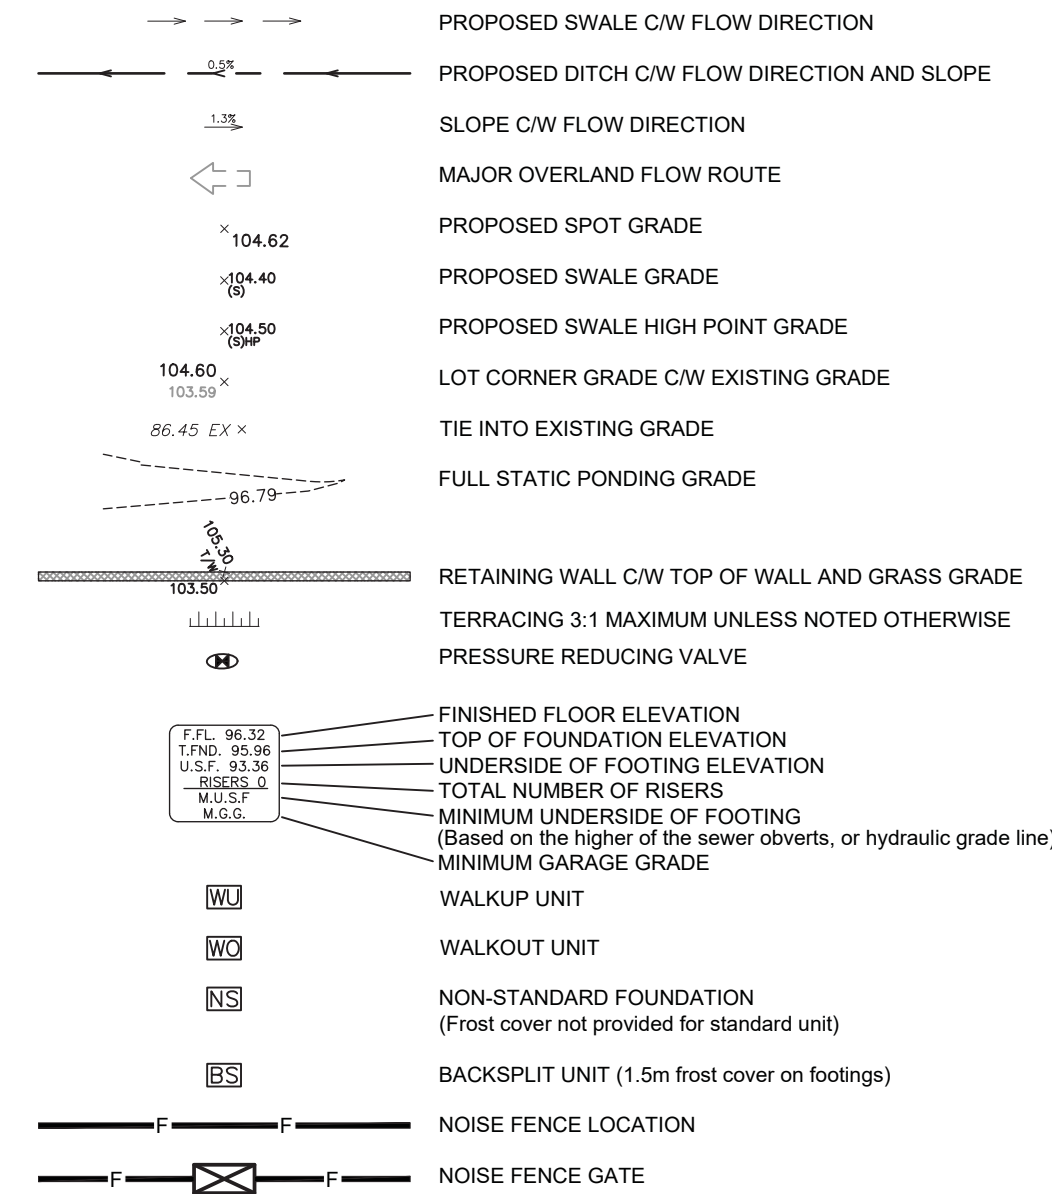 PROPOSED SWALE C/W FLOW DIRECTION
0.5%
PROPOSED DITCH C/W FLOW DIRECTION AND SLOPE
1.3%
SLOPE C/W FLOW DIRECTION
MAJOR OVERLAND FLOW ROUTE
104.62
PROPOSED SPOT GRADE
104.40
(S)
PROPOSED SWALE GRADE
104.50
(S)HP
PROPOSED SWALE HIGH POINT GRADE
104.60
103.59
LOT CORNER GRADE C/W EXISTING GRADE
86.45 EX
TIE INTO EXISTING GRADE
96.79
FULL STATIC PONDING GRADE
105.30
T/W
103.50
RETAINING WALL C/W TOP OF WALL AND GRASS GRADE
TERRACING 3:1 MAXIMUM UNLESS NOTED OTHERWISE
PRESSURE REDUCING VALVE
F.FL. 96.32
T.FND. 95.96
U.S.F. 93.36
RISERS 0
M.U.S.F
M.G.G.
FINISHED FLOOR ELEVATION
TOP OF FOUNDATION ELEVATION
UNDERSIDE OF FOOTING ELEVATION
TOTAL NUMBER OF RISERS
MINIMUM UNDERSIDE OF FOOTING
(Based on the higher of the sewer obverts, or hydraulic grade line)
MINIMUM GARAGE GRADE
WU
WALKUP UNIT
WO
WALKOUT UNIT
NS
NON-STANDARD FOUNDATION
(Frost cover not provided for standard unit)
BS
BACKSPLIT UNIT (1.5m frost cover on footings)
F F
NOISE FENCE LOCATION
F F
NOISE FENCE GATE